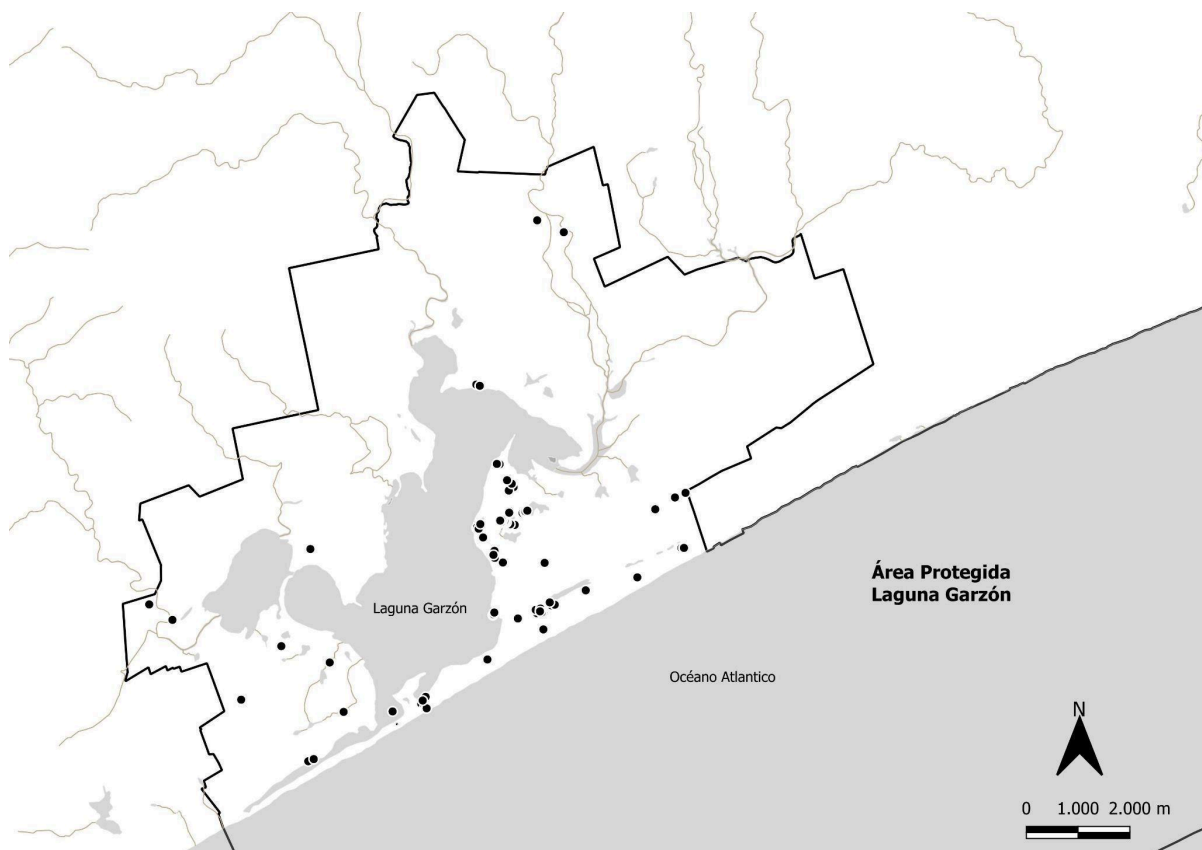 Área Protegida
Laguna Garzón
Laguna Garzón
Océano Atlantico
N
0 1.000 2.000 m